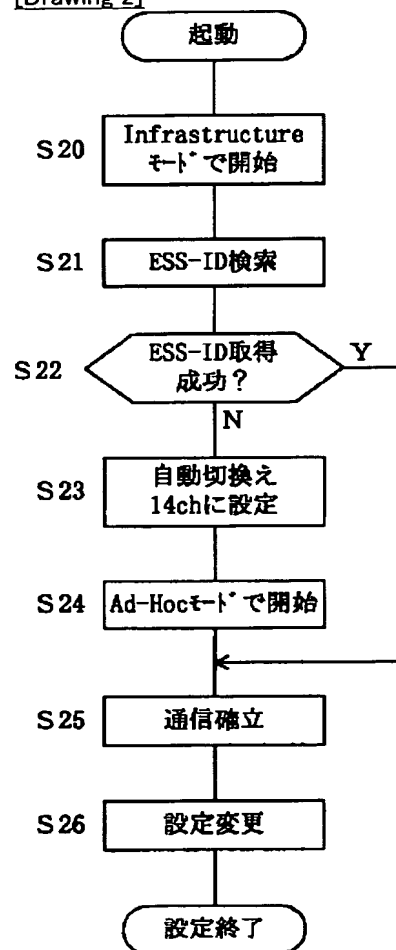 [Drawing 2]
起動
S20
Infrastructure
ﾓｰﾄﾞで開始
S21
ESS-ID検索
S22
ESS-ID取得
成功？
Y
N
S23
自動切換え
14chに設定
S24
Ad-Hocﾓｰﾄﾞで開始
S25
通信確立
S26
設定変更
設定終了